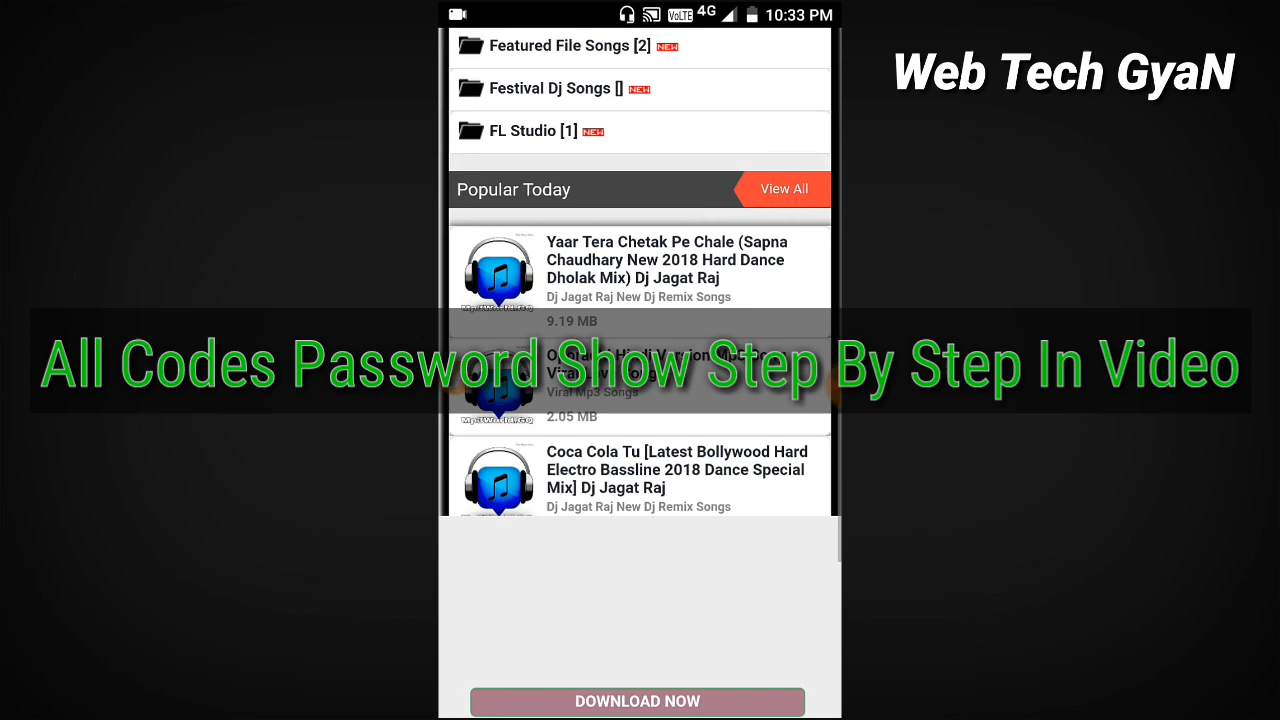 VoLTE 4G 10:33 PM
Web Tech GyaN
Featured File Songs [2] NEW
Festival Dj Songs [] NEW
FL Studio [1] NEW
Popular Today
View All
Yaar Tera Chetak Pe Chale (Sapna
Chaudhary New 2018 Hard Dance
Dholak Mix) Dj Jagat Raj
Dj Jagat Raj New Dj Remix Songs
9.19 MB
All Codes Password Show Step By Step In Video
Viral Mp3 Songs
2.05 MB
Coca Cola Tu [Latest Bollywood Hard
Electro Bassline 2018 Dance Special
Mix] Dj Jagat Raj
Dj Jagat Raj New Dj Remix Songs
DOWNLOAD NOW